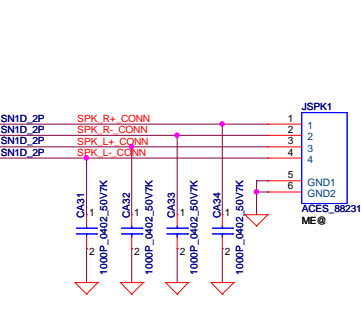 JSPK1
SN1D_2P SPK_R+_CONN 1 1
SN1D_2P SPK_R-_CONN 2 2
SN1D_2P SPK_L+_CONN 3 3
SN1D_2P SPK_L-_CONN 4 4
5 GND1
6 GND2
ACES_88231
ME@
CA31
1000P_0402_50V7K
1
2
CA32
1000P_0402_50V7K
1
2
CA33
1000P_0402_50V7K
1
2
CA34
1000P_0402_50V7K
1
2